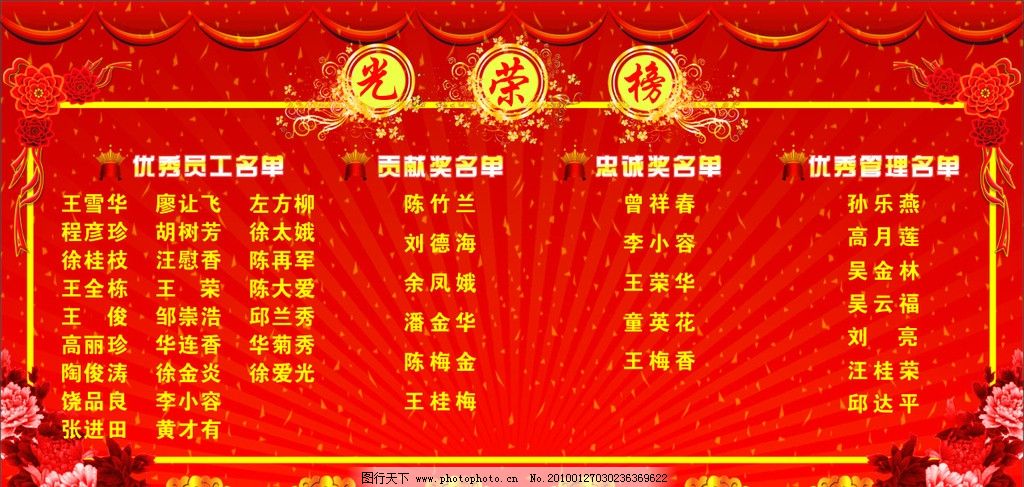 光荣榜
优秀员工名单
王雪华 廖让飞 左方柳
程彦珍 胡树芳 徐太娥
徐桂枝 汪慰香 陈再军
王全栋 王 荣 陈大爱
王 俊 邹崇浩 邱兰秀
高丽珍 华连香 华菊秀
陶俊涛 徐金炎 徐爱光
饶品良 李小容
张进田 黄才有
贡献奖名单
陈竹兰
刘德海
余凤娥
潘金华
陈梅金
王桂梅
忠诚奖名单
曾祥春
李小容
王荣华
童英花
王梅香
优秀管理名单
孙乐燕
高月莲
吴金林
吴云福
刘 亮
汪桂荣
邱达平
图行天下 www.photophoto.cn No.20100127030236369622